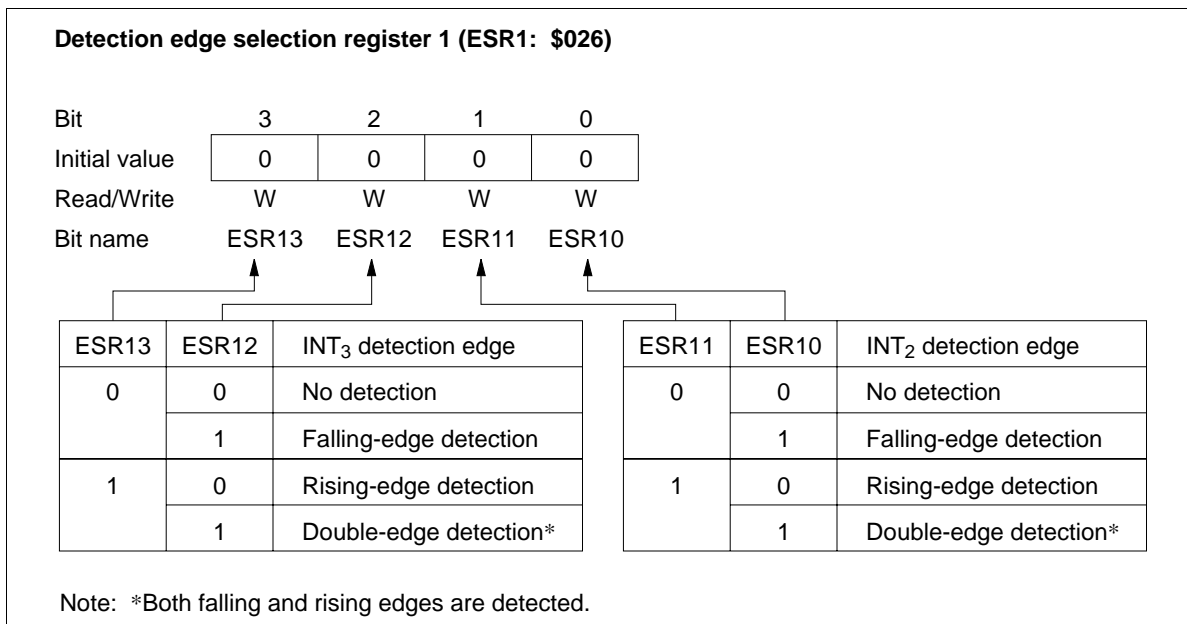 Detection edge selection register 1 (ESR1: $026)
Bit 3 2 1 0
Initial value 0 0 0 0
Read/Write W W W W
Bit name ESR13 ESR12 ESR11 ESR10
ESR13 ESR12 INT3 detection edge ESR11 ESR10 INT2 detection edge
0 0 No detection 0 0 No detection
1 Falling-edge detection 1 Falling-edge detection
1 0 Rising-edge detection 1 0 Rising-edge detection
1 Double-edge detection* 1 Double-edge detection*
Note: *Both falling and rising edges are detected.